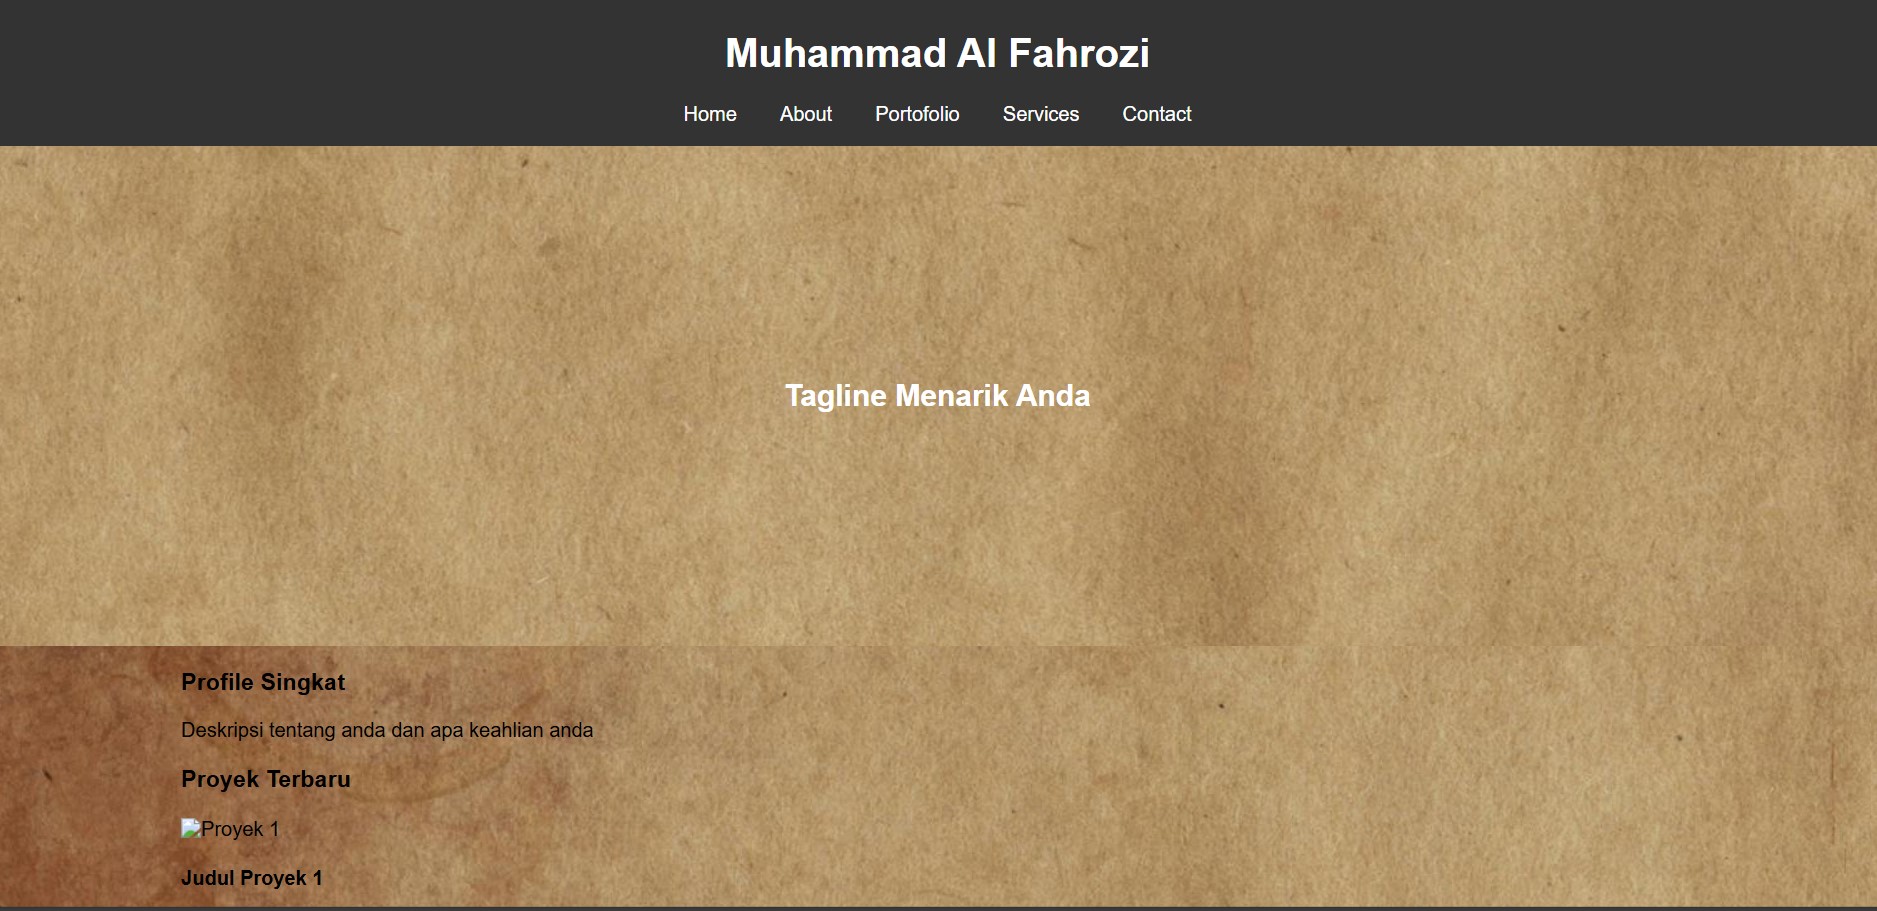 Muhammad Al Fahrozi
Home About Portofolio Services Contact
Tagline Menarik Anda
Profile Singkat
Deskripsi tentang anda dan apa keahlian anda
Proyek Terbaru
Proyek 1
Judul Proyek 1